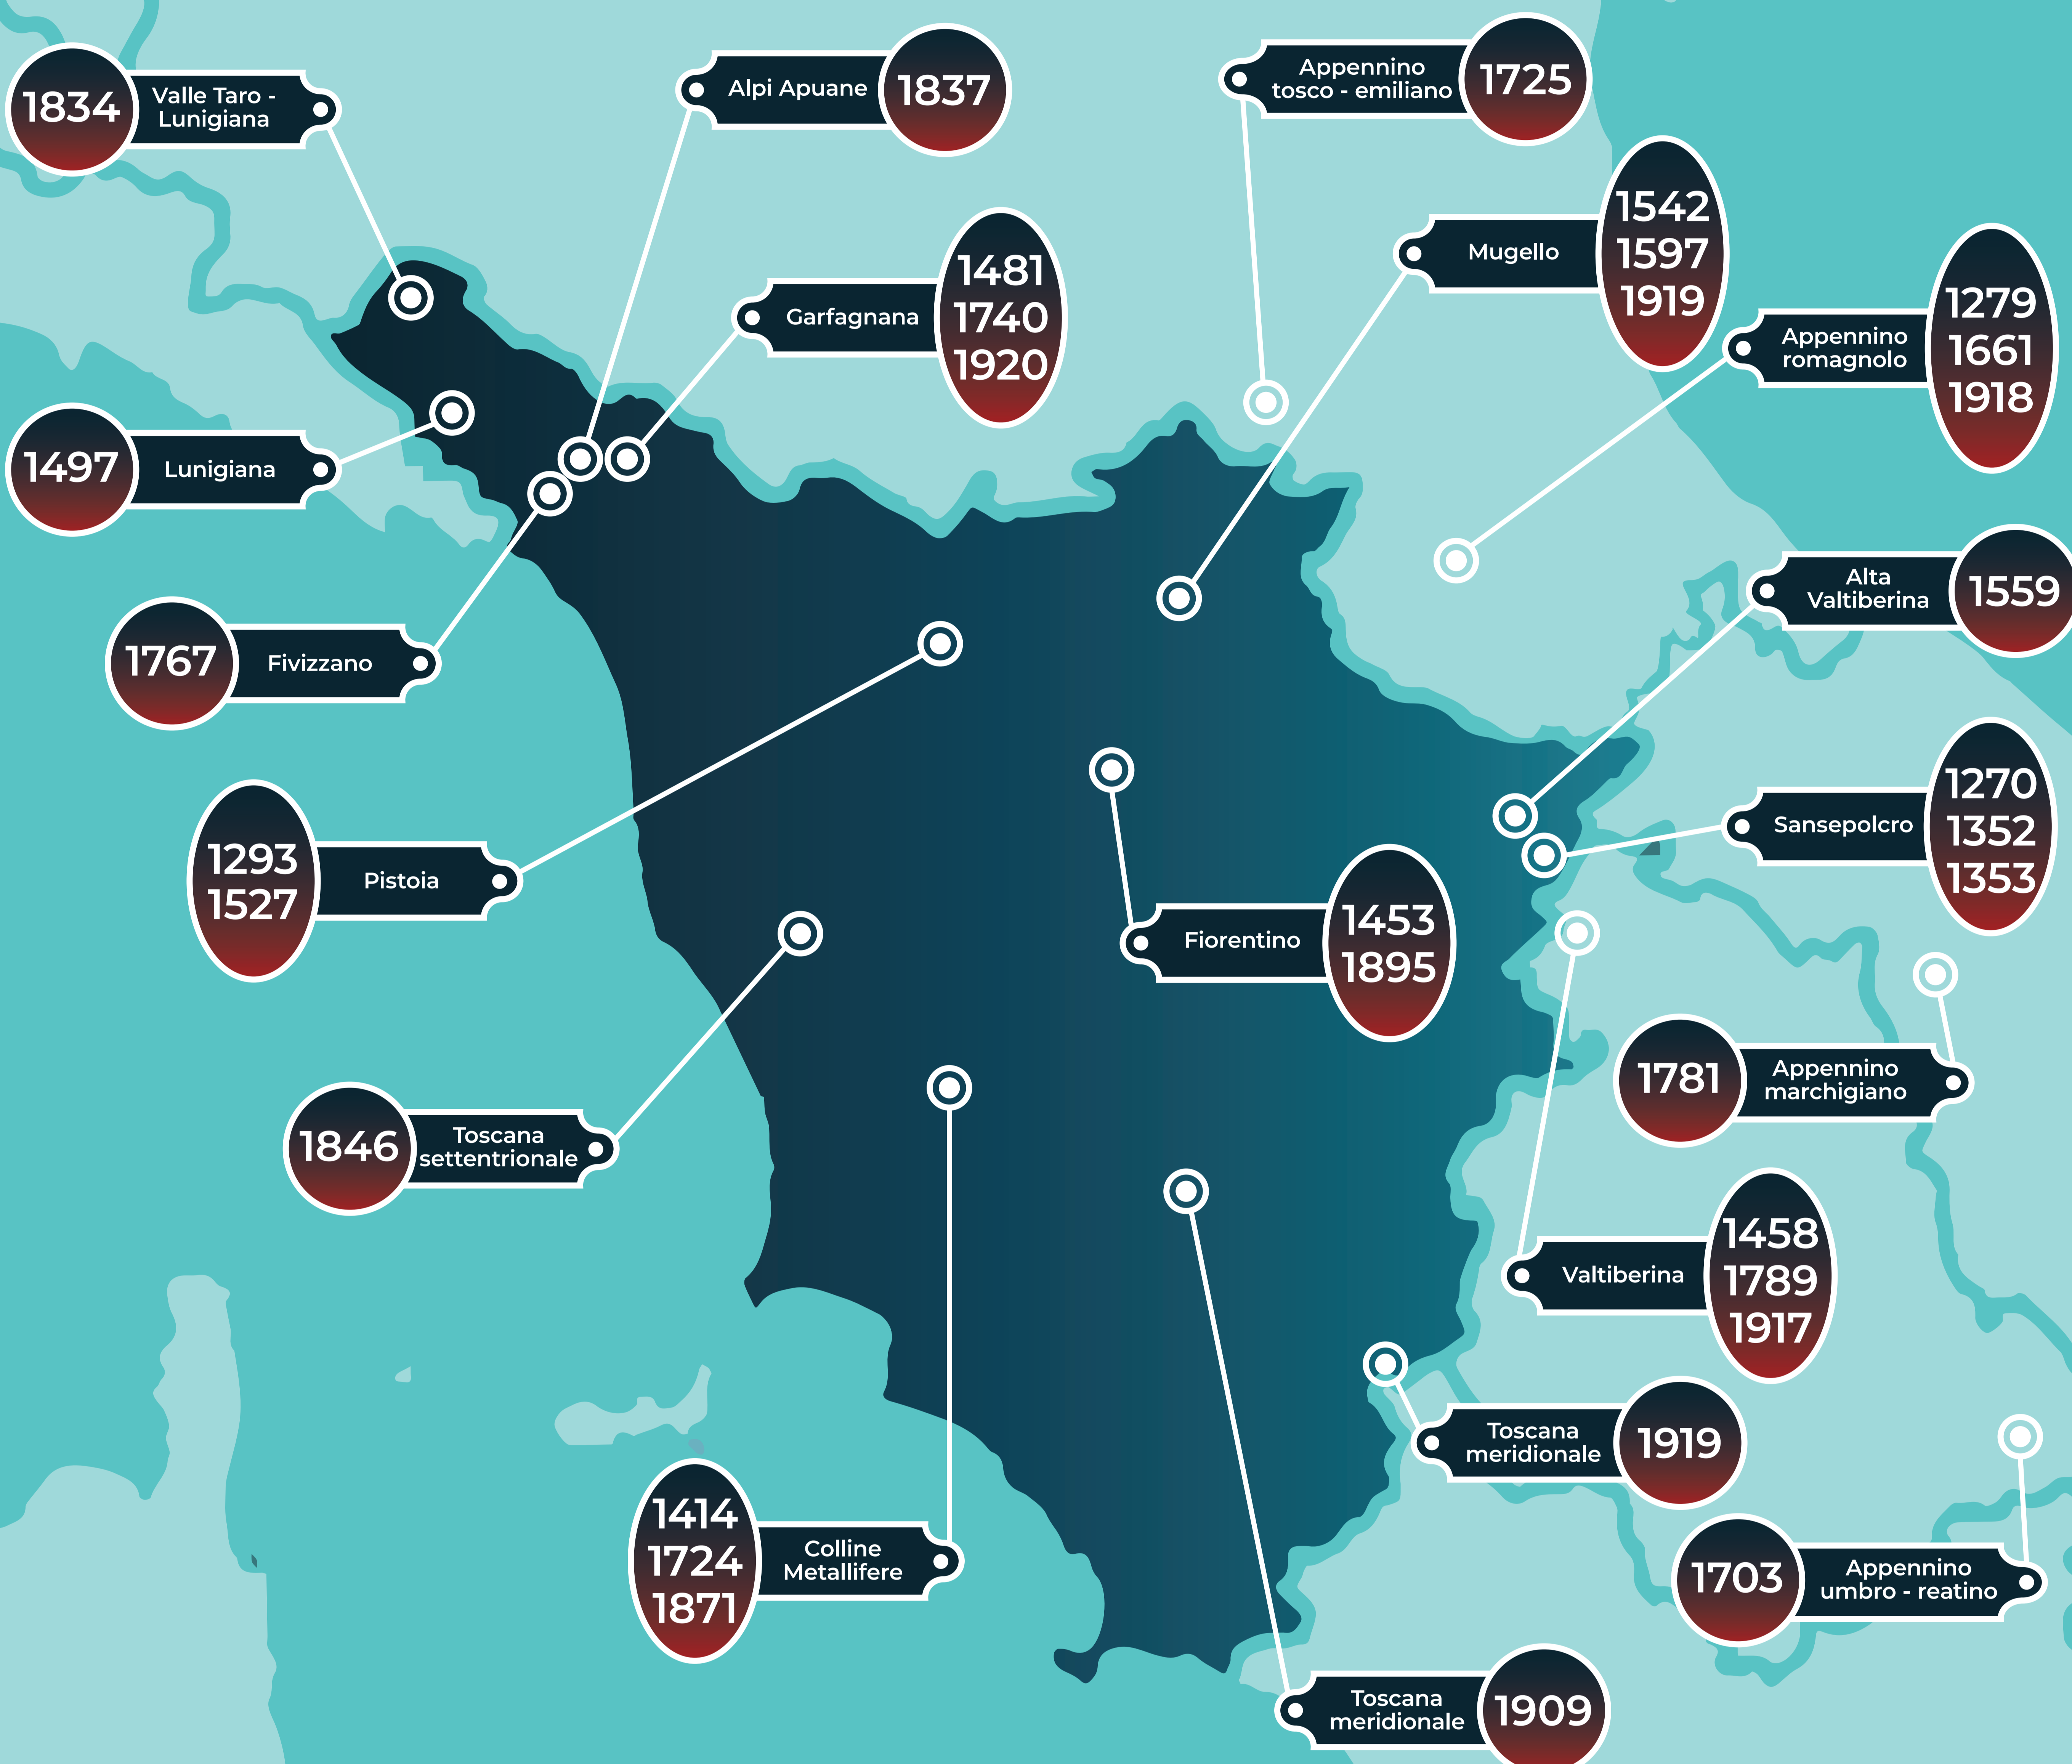 1834
Valle Taro -
Lunigiana
Alpi Apuane
1837
Appennino
tosco - emiliano
1725
Mugello
1542
1597
1919
Garfagnana
1481
1740
1920
Appennino
romagnolo
1279
1661
1918
1497
Lunigiana
Alta
Valtiberina
1559
1767
Fivizzano
Sansepolcro
1270
1352
1353
1293
1527
Pistoia
Fiorentino
1453
1895
1781
Appennino
marchigiano
1846
Toscana
settentrionale
Valtiberina
1458
1789
1917
Toscana
meridionale
1919
1414
1724
1871
Colline
Metallifere
1703
Appennino
umbro - reatino
Toscana
meridionale
1909